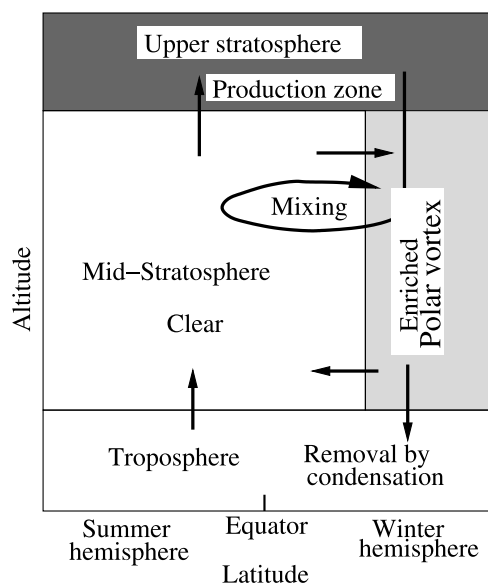 Upper stratosphere
Production zone
Mixing
Enriched
Polar vortex
Mid−Stratosphere
Clear
Altitude
Troposphere
Removal by
condensation
Summer
hemisphere
Equator
Winter
hemisphere
Latitude